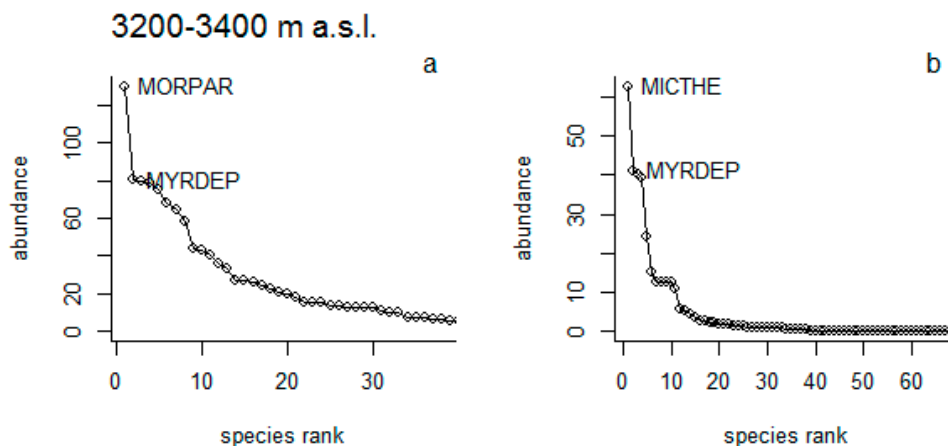 3200-3400 m a.s.l.
a
MORPAR
MYRDEP
abundance
100
60
20
0
0 10 20 30
species rank
b
MICTHE
MYRDEP
abundance
50
30
10
0
0 10 20 30 40 50 60
species rank